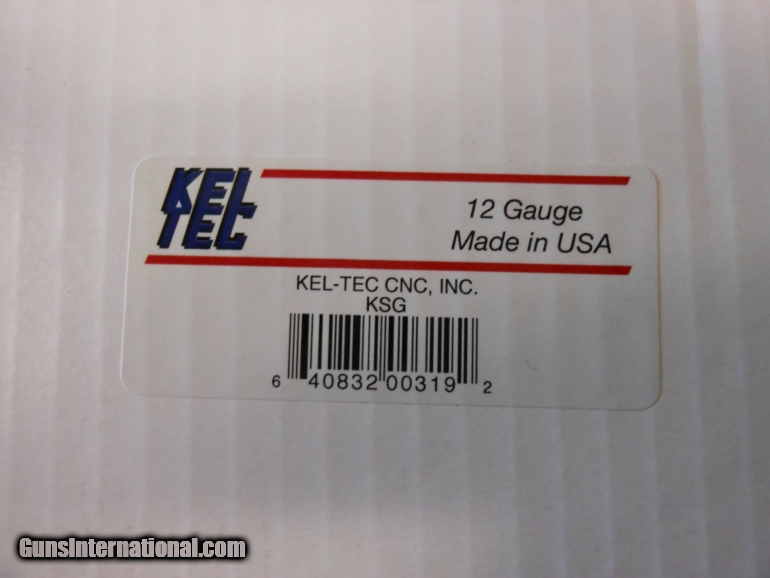 KEL
TEC
12 Gauge
Made in USA
KEL-TEC CNC, INC.
KSG
6 40832 00319 2
GunsInternational.com